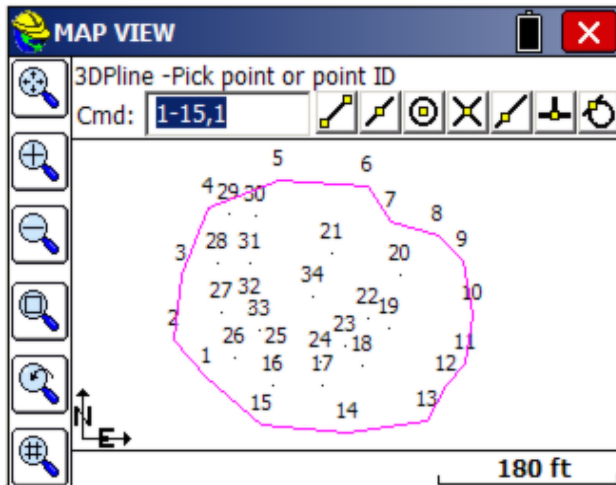 MAP VIEW
3DPline -Pick point or point ID
Cmd: 1-15,1
5 6
4 29 30 7
8
21 9
3 28 31 20
34
27 32 22 10
2 33 19
23
26 25 24 18 11
1 16 17 12
15 14 13
N
E
180 ft